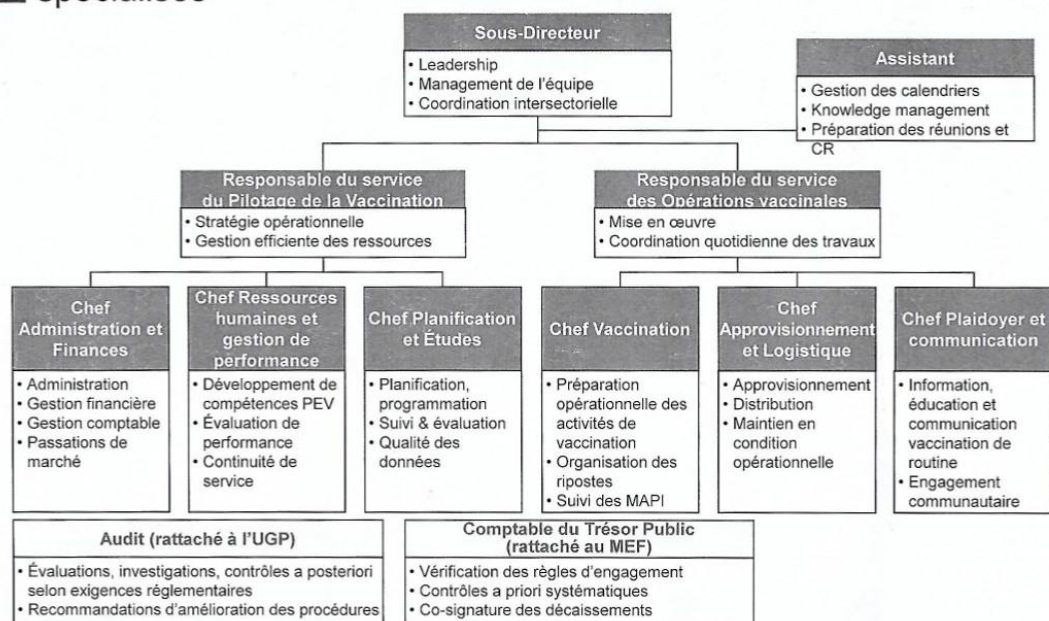 spécialisée
Sous-Directeur
• Leadership
• Management de l'équipe
• Coordination intersectorielle
Assistant
• Gestion des calendriers
• Knowledge management
• Préparation des réunions et
CR
Responsable du service
du Pilotage de la Vaccination
• Stratégie opérationnelle
• Gestion efficiente des ressources
Responsable du service
des Opérations vaccinales
• Mise en œuvre
• Coordination quotidienne des travaux
Chef
Administration et
Finances
• Administration
• Gestion financière
• Gestion comptable
• Passations de
marché
Chef Ressources
humaines et
gestion de
performance
• Développement de
compétences PEV
• Évaluation de
performance
• Continuité de
service
Chef Planification
et Études
• Planification,
programmation
• Suivi & évaluation
• Qualité des
données
Chef Vaccination
• Préparation
opérationnelle des
activités de
vaccination
• Organisation des
ripostes
• Suivi des MAPI
Chef
Approvisionnement
et Logistique
• Approvisionnement
• Distribution
• Maintien en
condition
opérationnelle
Chef Plaidoyer et
communication
• Information,
éducation et
communication
vaccination de
routine
• Engagement
communautaire
Audit (rattaché à l'UGP)
• Évaluations, investigations, contrôles a posteriori
selon exigences réglementaires
• Recommandations d'amélioration des procédures
Comptable du Trésor Public
(rattaché au MEF)
• Vérification des règles d'engagement
• Contrôles a priori systématiques
• Co-signature des décaissements